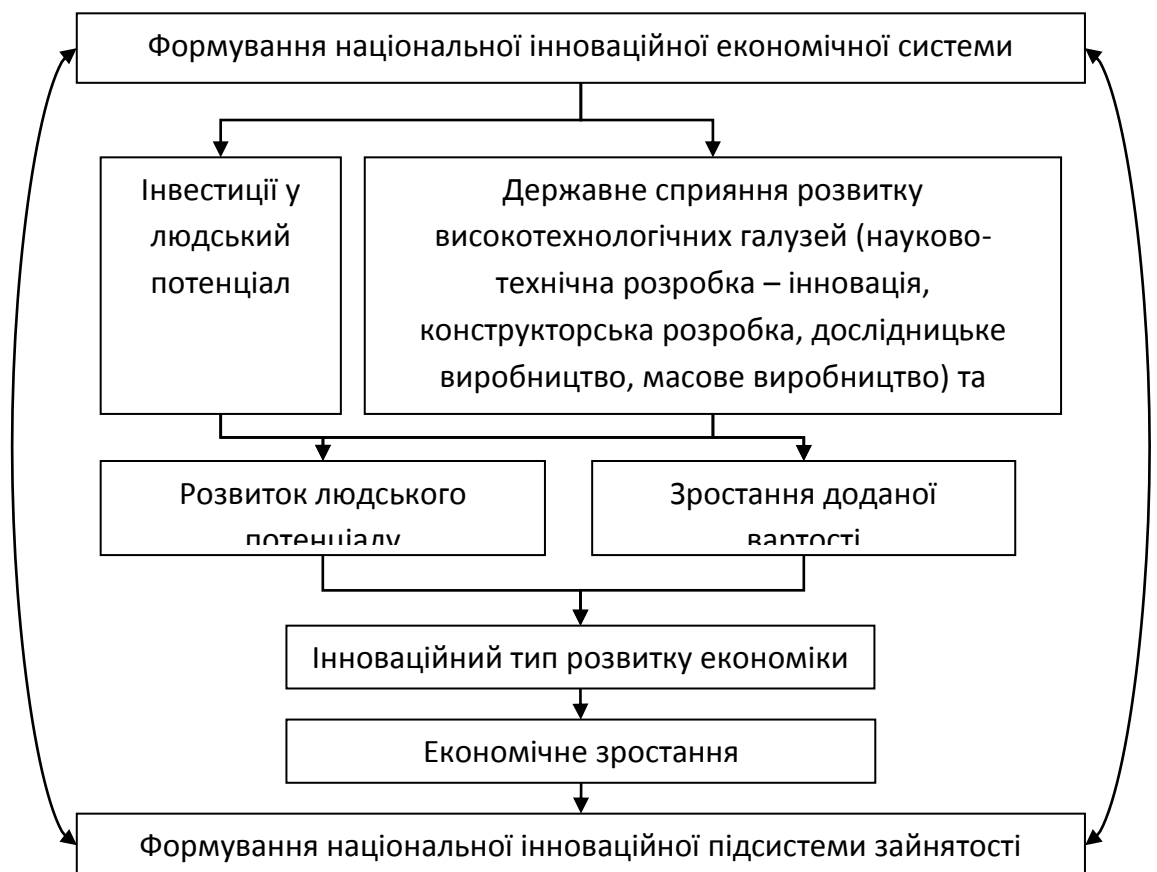 Формування національної інноваційної економічної системи
Інвестиції у
людський
потенціал
Державне сприяння розвитку
високотехнологічних галузей (науково-
технічна розробка – інновація,
конструкторська розробка, дослідницьке
виробництво, масове виробництво) та
Розвиток людського
потенціалу
Зростання доданої
вартості
Інноваційний тип розвитку економіки
Економічне зростання
Формування національної інноваційної підсистеми зайнятості